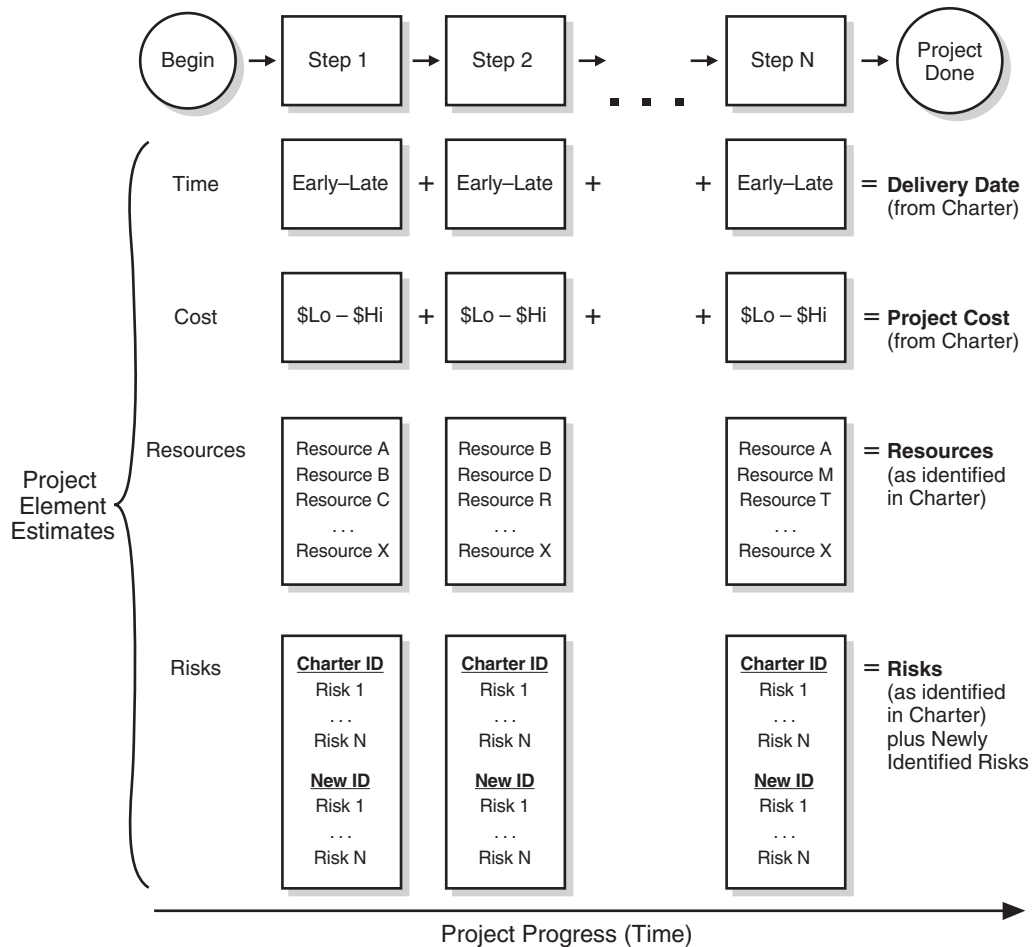 Begin
Step 1
Step 2
Step N
Project
Done
Time
Early–Late
+
Early–Late
+
+
Early–Late
= Delivery Date
(from Charter)
Cost
$Lo – $Hi
+
$Lo – $Hi
+
+
$Lo – $Hi
= Project Cost
(from Charter)
Project
Element
Estimates
Resources
Resource A
Resource B
Resource C
...
Resource X
Resource B
Resource D
Resource R
...
Resource X
Resource A
Resource M
Resource T
...
Resource X
= Resources
(as identified
in Charter)
Risks
Charter ID
Risk 1
...
Risk N
New ID
Risk 1
...
Risk N
Charter ID
Risk 1
...
Risk N
New ID
Risk 1
...
Risk N
Charter ID
Risk 1
...
Risk N
New ID
Risk 1
...
Risk N
= Risks
(as identified
in Charter)
plus Newly
Identified Risks
Project Progress (Time)